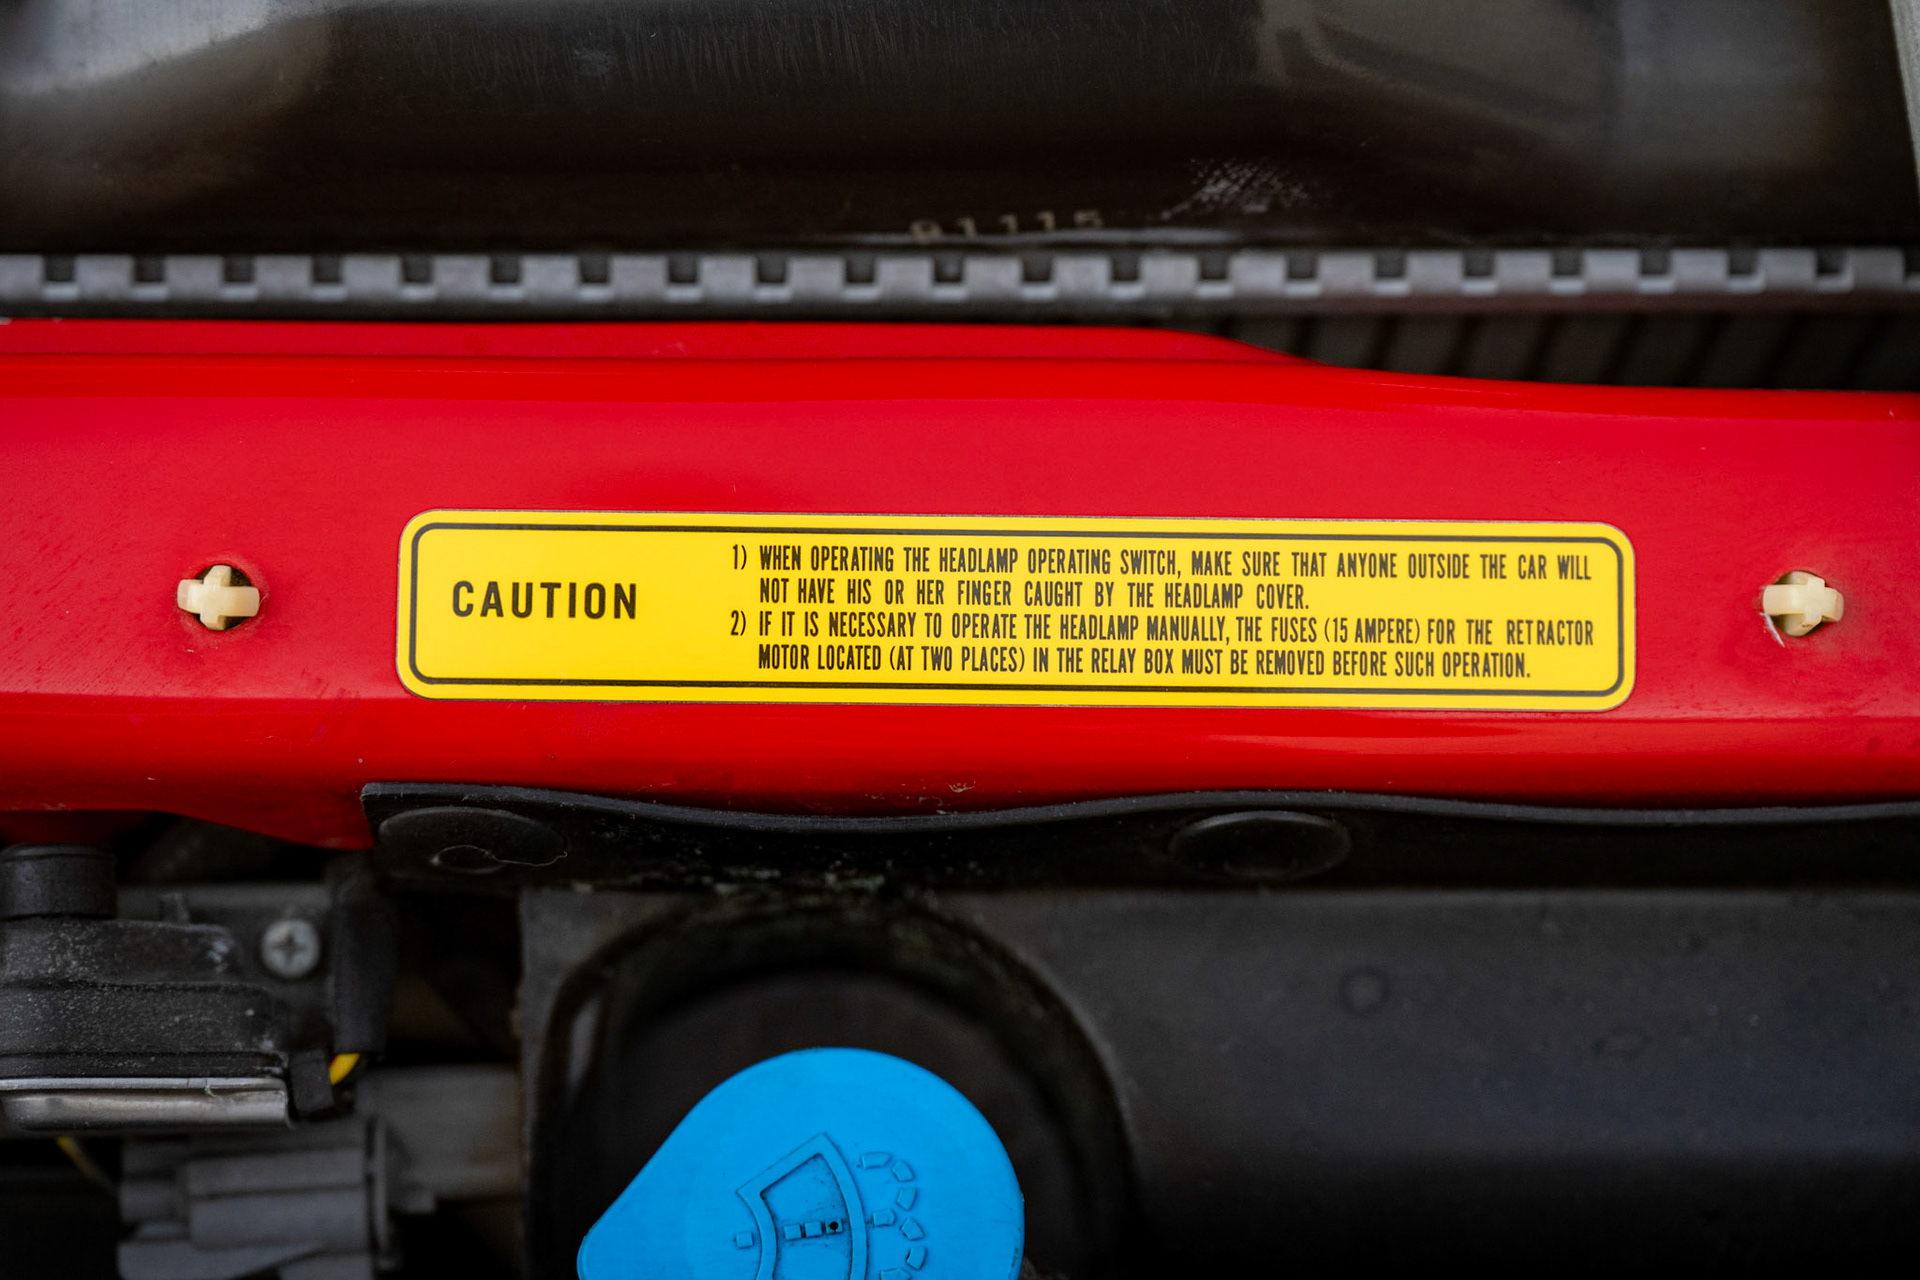 81115
CAUTION
1) WHEN OPERATING THE HEADLAMP OPERATING SWITCH, MAKE SURE THAT ANYONE OUTSIDE THE CAR WILL
NOT HAVE HIS OR HER FINGER CAUGHT BY THE HEADLAMP COVER.
2) IF IT IS NECESSARY TO OPERATE THE HEADLAMP MANUALLY, THE FUSES (15 AMPERE) FOR THE RETRACTOR
MOTOR LOCATED (AT TWO PLACES) IN THE RELAY BOX MUST BE REMOVED BEFORE SUCH OPERATION.